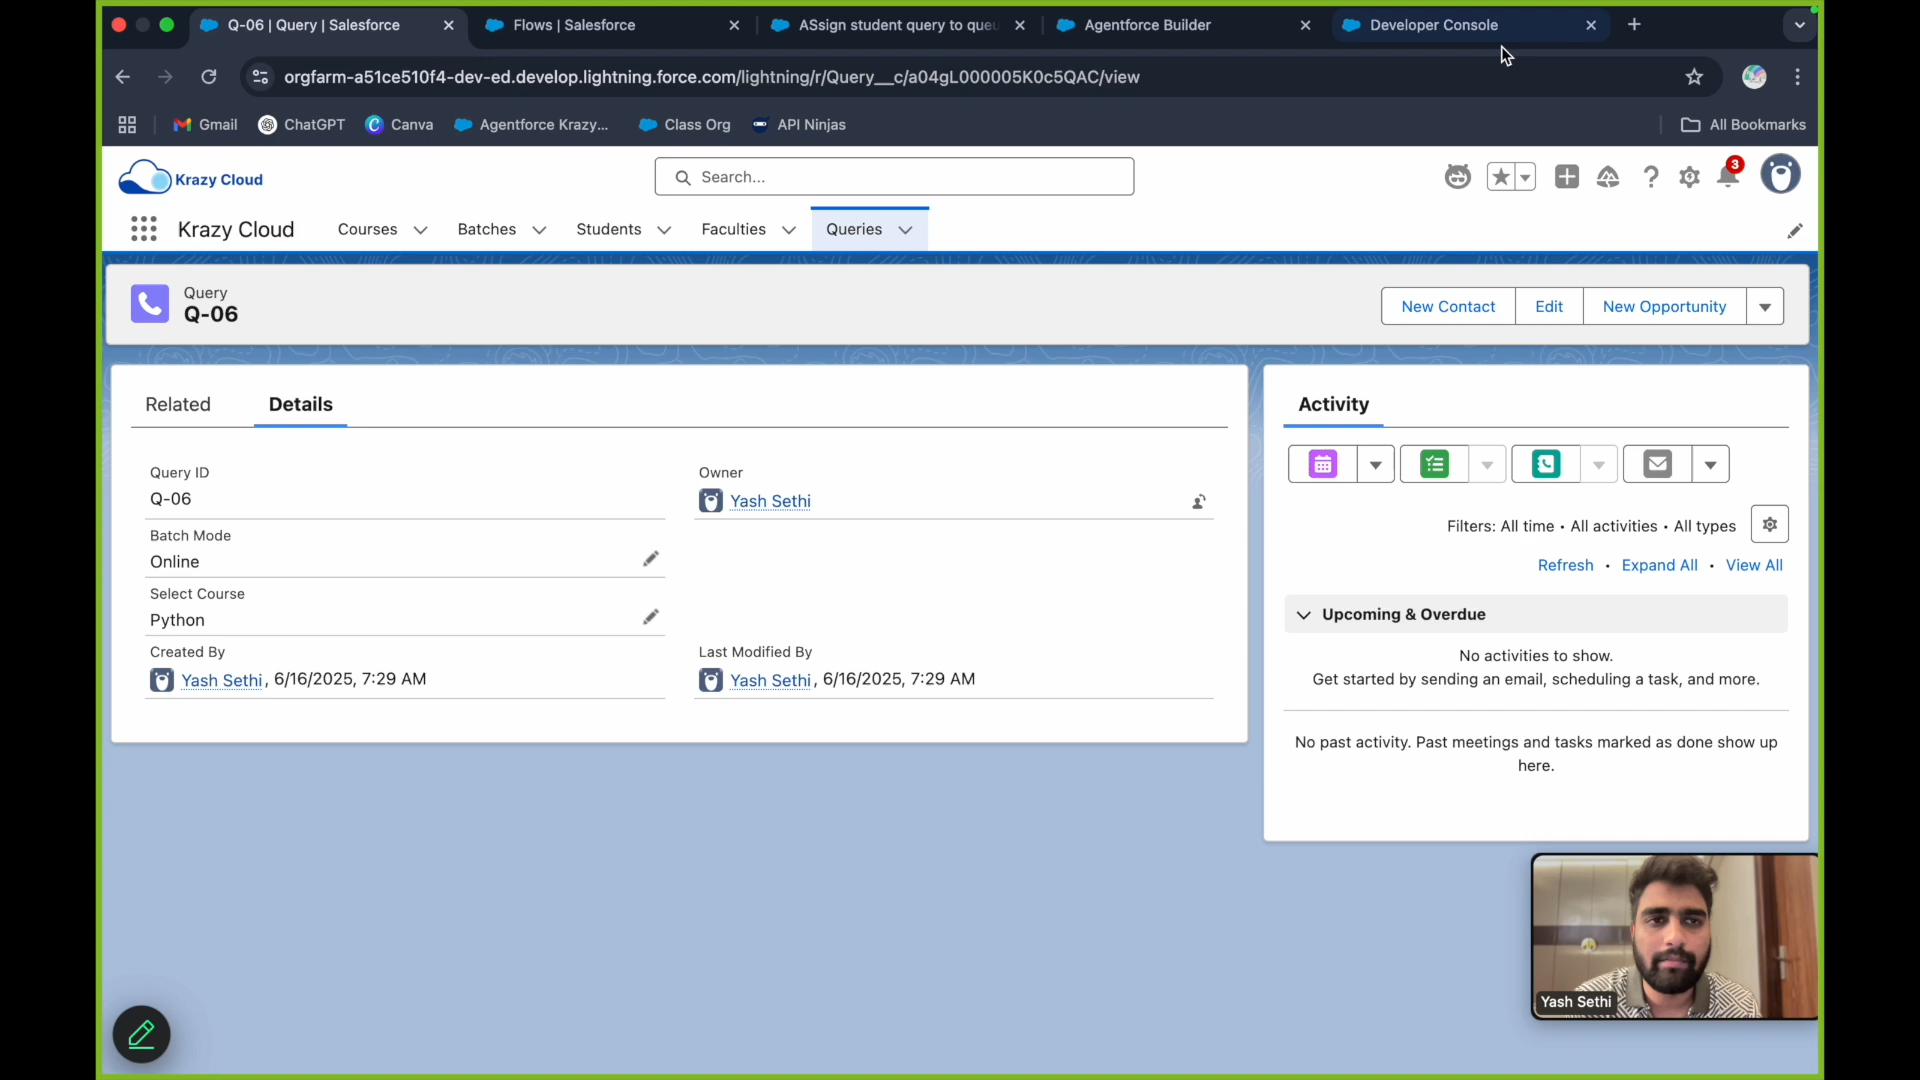 Q-06 | Query | Salesforce
Flows | Salesforce
ASsign student query to que
Agentforce Builder
Developer Console
orgfarm-a51ce510f4-dev-ed.develop.lightning.force.com/lightning/r/Query__c/a04gL000005K0c5QAC/view
Gmail
ChatGPT
Canva
Agentforce Krazy...
Class Org
API Ninjas
All Bookmarks
Krazy Cloud
Search...
3
Krazy Cloud
Courses
Batches
Students
Faculties
Queries
Query
Q-06
New Contact
Edit
New Opportunity
Related
Details
Query ID
Q-06
Owner
Yash Sethi
Batch Mode
Online
Select Course
Python
Created By
Yash Sethi, 6/16/2025, 7:29 AM
Last Modified By
Yash Sethi, 6/16/2025, 7:29 AM
Activity
Filters: All time • All activities • All types
Refresh • Expand All • View All
Upcoming & Overdue
No activities to show.
Get started by sending an email, scheduling a task, and more.
No past activity. Past meetings and tasks marked as done show up
here.
Yash Sethi